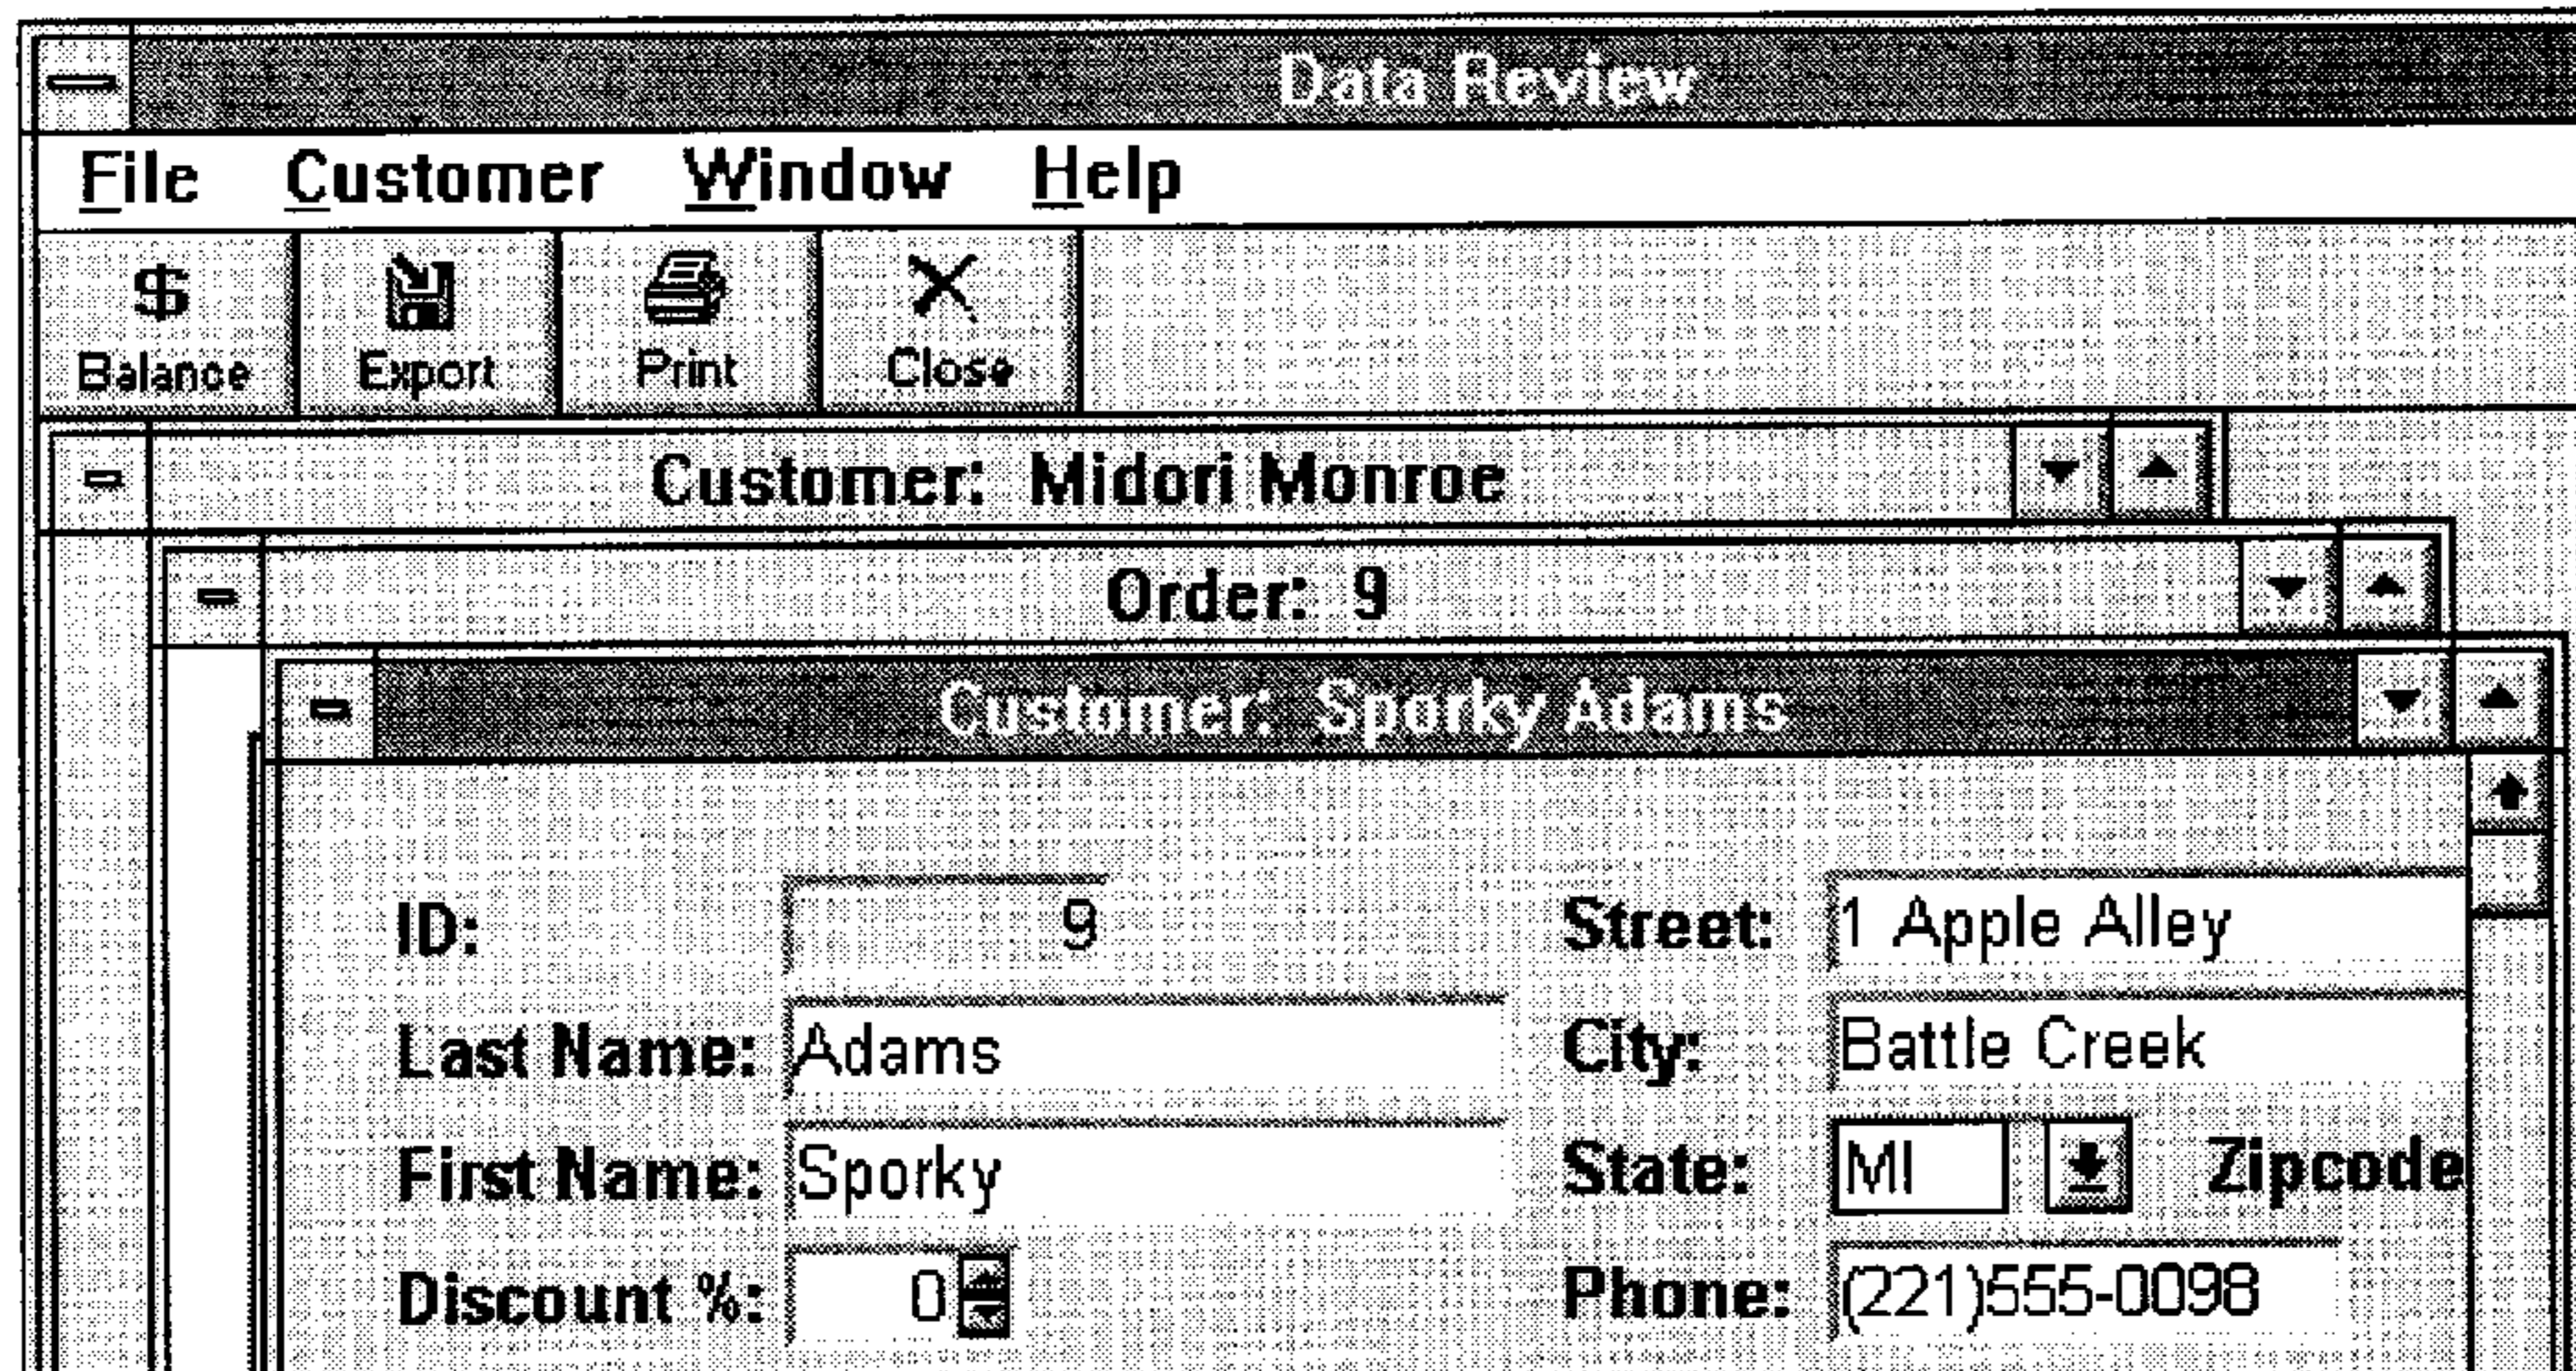 Data Review
File Customer Window Help
$
Balance Export Print Close
Customer: Midori Monroe
Order: 9
Customer: Sporky Adams
ID: 9 Street: 1 Apple Alley
Last Name: Adams City: Battle Creek
First Name: Sporky State: MI Zipcode
Discount %: 0 Phone: (221)555-0098